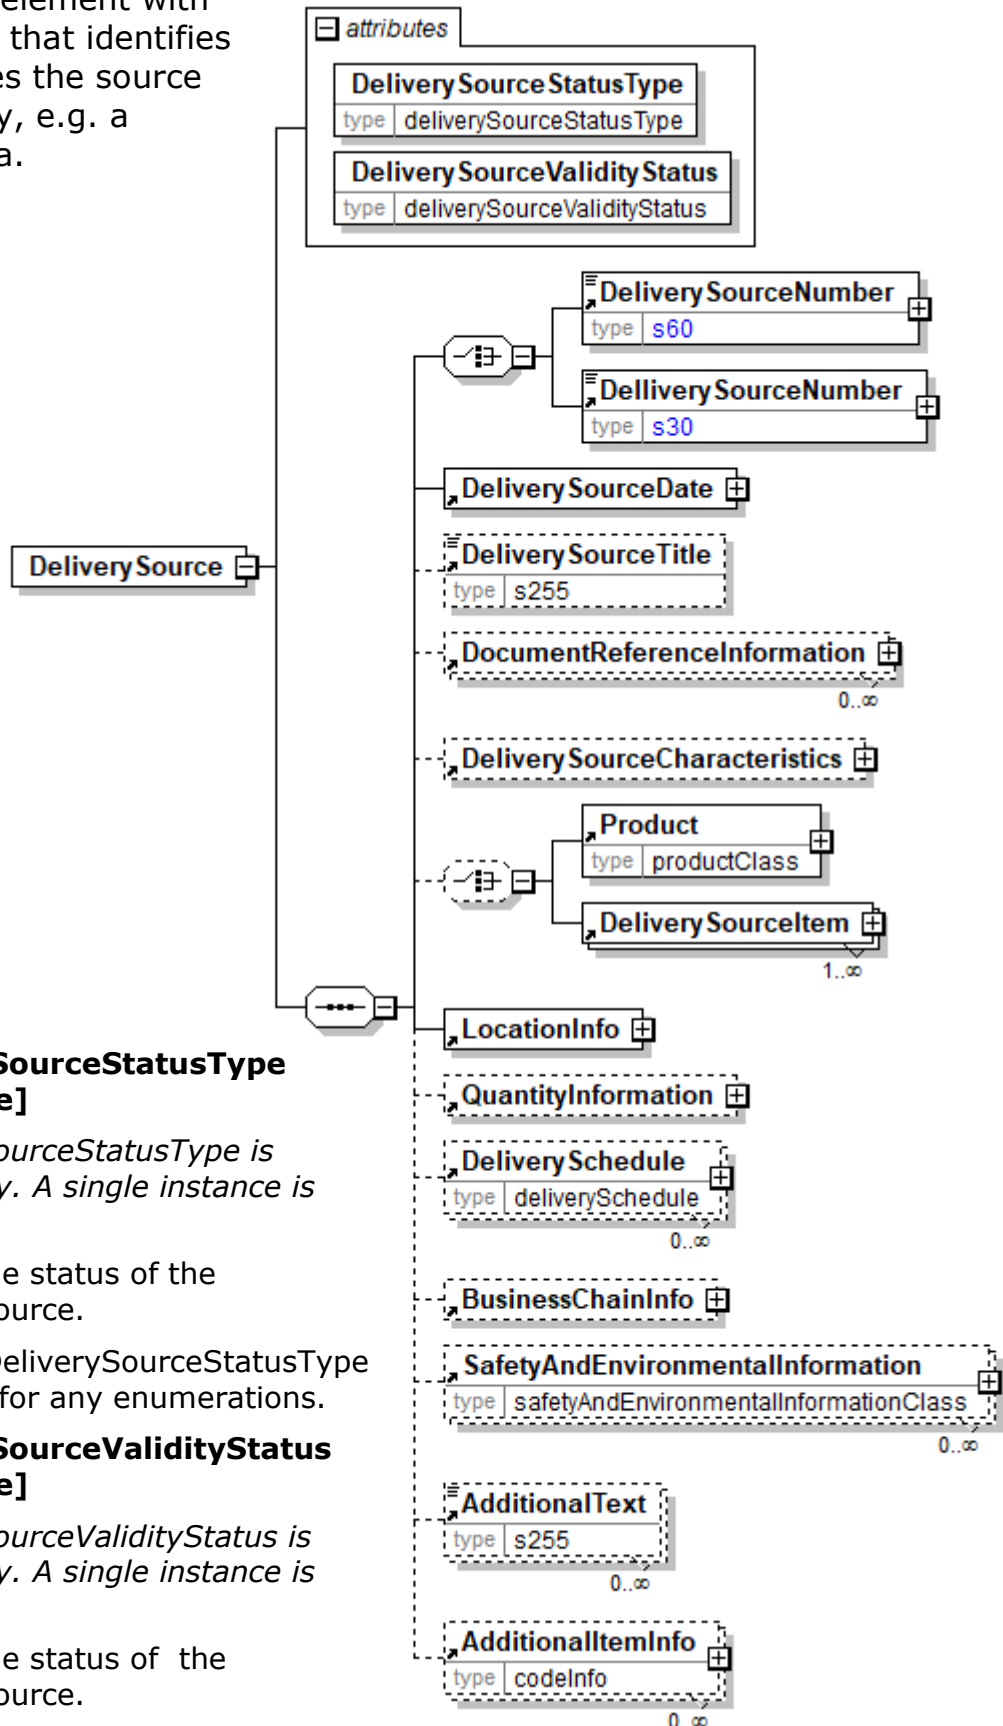 element with
that identifies
es the source
y, e.g. a
a.
attributes
DeliverySourceStatusType
type deliverySourceStatusType
DeliverySourceValidityStatus
type deliverySourceValidityStatus
DeliverySourceNumber
type s60
DelliverySourceNumber
type s30
DeliverySourceDate
DeliverySourceTitle
type s255
DeliverySource
DocumentReferenceInformation
0..∞
DeliverySourceCharacteristics
Product
type productClass
DeliverySourceItem
1..∞
LocationInfo
QuantityInformation
DeliverySchedule
type deliverySchedule
0..∞
BusinessChainInfo
SafetyAndEnvironmentalInformation
type safetyAndEnvironmentalInformationClass
0..∞
AdditionalText
type s255
0..∞
AdditionalItemInfo
type codeInfo
0..∞
SourceStatusType
e]
ourceStatusType is
y. A single instance is
e status of the
ource.
DeliverySourceStatusType
for any enumerations.
SourceValidityStatus
e]
ourceValidityStatus is
y. A single instance is
e status of  the
ource.